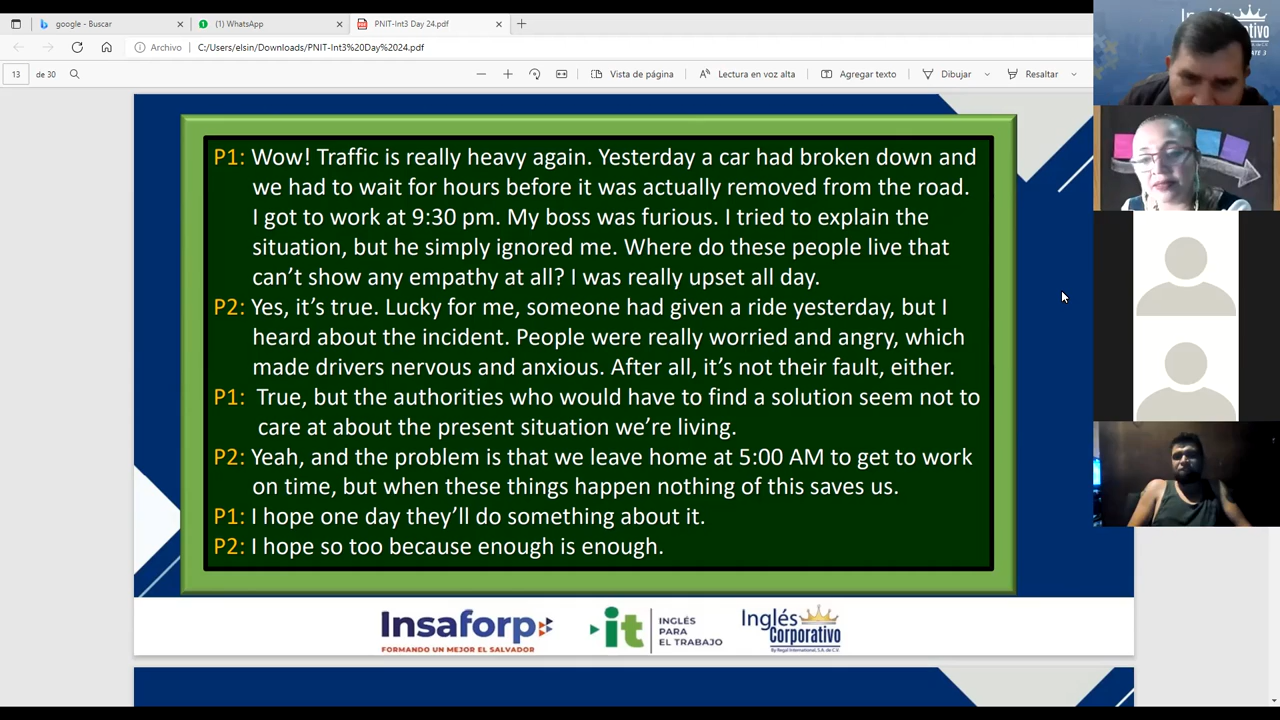 google - Buscar
(1) WhatsApp
PNIT-Int3 Day 24.pdf
Archivo
C:/Users/elsin/Downloads/PNIT-Int3%20Day%2024.pdf
13
de 30
Vista de página
Lectura en voz alta
Agregar texto
Dibujar
Resaltar
P1: Wow! Traffic is really heavy again. Yesterday a car had broken down and
we had to wait for hours before it was actually removed from the road.
I got to work at 9:30 pm. My boss was furious. I tried to explain the
situation, but he simply ignored me. Where do these people live that
can't show any empathy at all? I was really upset all day.
P2: Yes, it's true. Lucky for me, someone had given a ride yesterday, but I
heard about the incident. People were really worried and angry, which
made drivers nervous and anxious. After all, it's not their fault, either.
P1: True, but the authorities who would have to find a solution seem not to
care at about the present situation we're living.
P2: Yeah, and the problem is that we leave home at 5:00 AM to get to work
on time, but when these things happen nothing of this saves us.
P1: I hope one day they'll do something about it.
P2: I hope so too because enough is enough.
Insaforp
FORMANDO UN MEJOR EL SALVADOR
it
INGLÉS
PARA
EL TRABAJO
Inglés
Corporativo
By Regal International, S.A. de C.V.